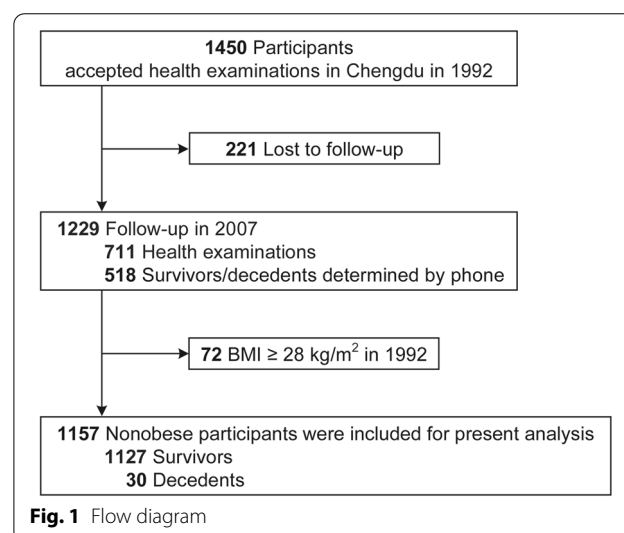 1450 Participants
accepted health examinations in Chengdu in 1992
221 Lost to follow-up
1229 Follow-up in 2007
711 Health examinations
518 Survivors/decedents determined by phone
72 BMI ≥ 28 kg/m² in 1992
1157 Nonobese participants were included for present analysis
1127 Survivors
30 Decedents
Fig. 1 Flow diagram